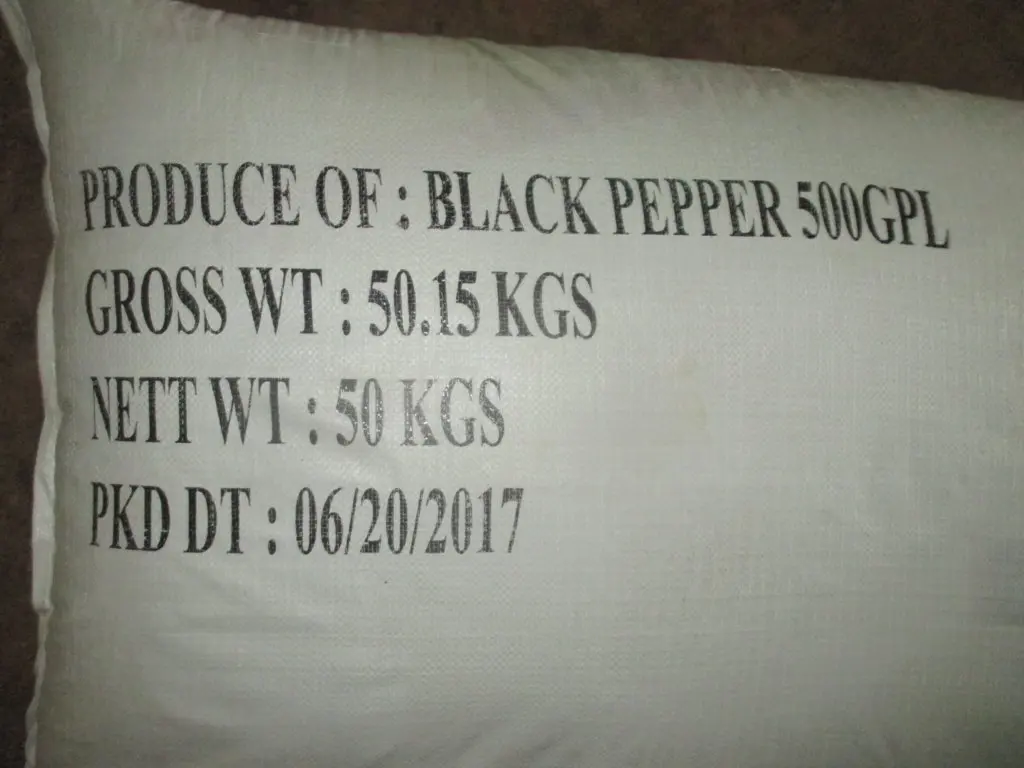 PRODUCE OF : BLACK PEPPER 500GPL
GROSS WT : 50.15 KGS
NETT WT : 50 KGS
PKD DT : 06/20/2017